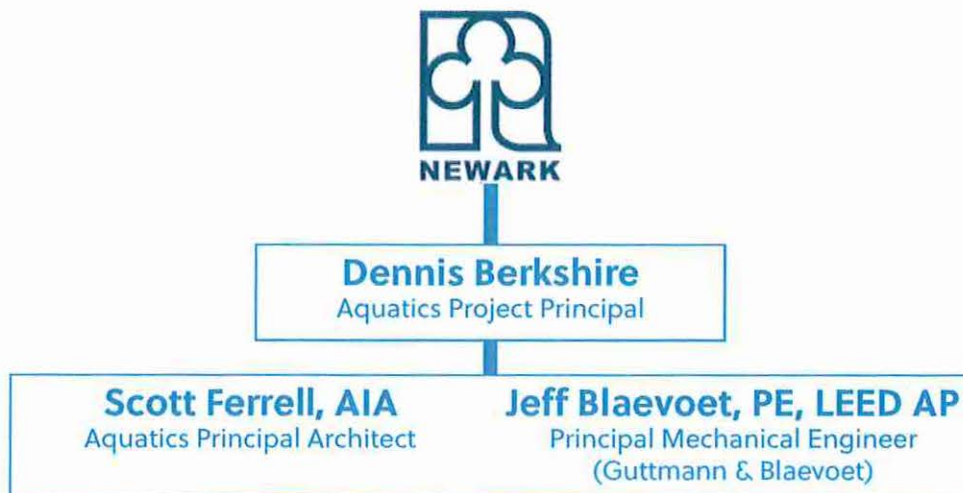 NEWARK
Dennis Berkshire
Aquatics Project Principal
Scott Ferrell, AIA
Aquatics Principal Architect
Jeff Blaevoet, PE, LEED AP
Principal Mechanical Engineer
(Guttmann & Blaevoet)